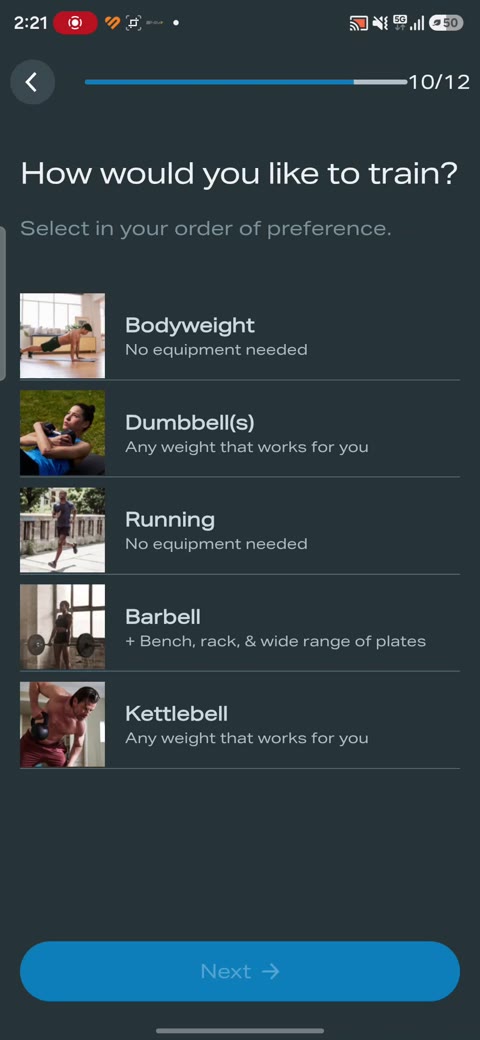 2:21
5G
50
10/12
How would you like to train?
Select in your order of preference.
Bodyweight
No equipment needed
Dumbbell(s)
Any weight that works for you
Running
No equipment needed
Barbell
+ Bench, rack, & wide range of plates
Kettlebell
Any weight that works for you
Next →